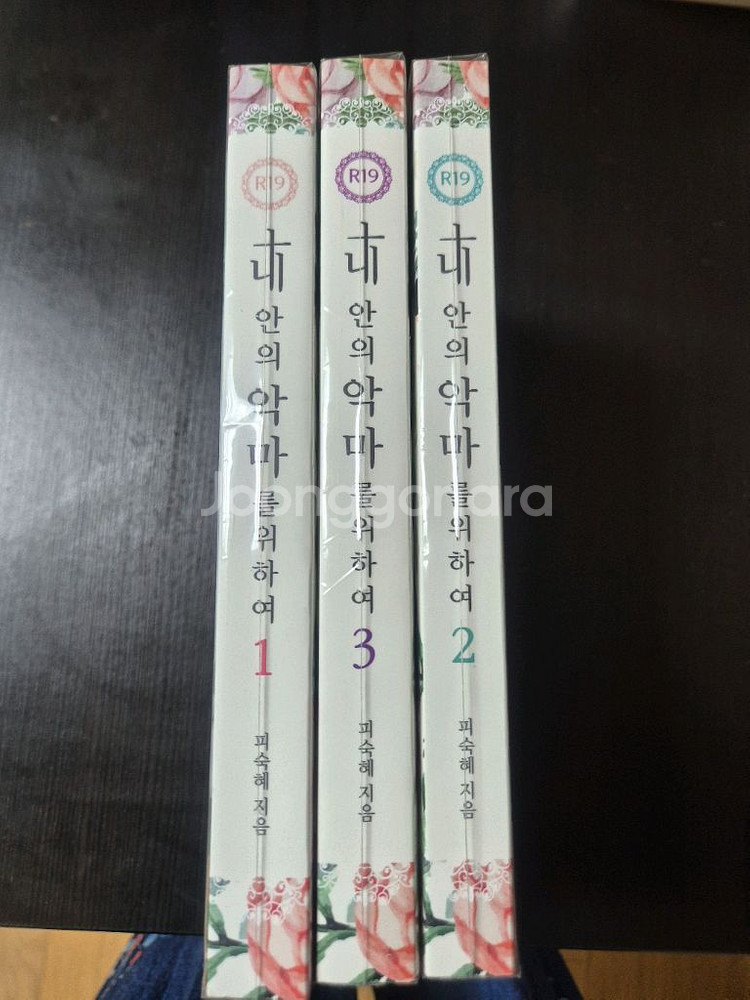 R19
내 안의 악마를 위하여
1
피숙혜 지음
R19
내 안의 악마를 위하여
3
피숙혜 지음
R19
내 안의 악마를 위하여
2
피숙혜 지음
Joonggonara